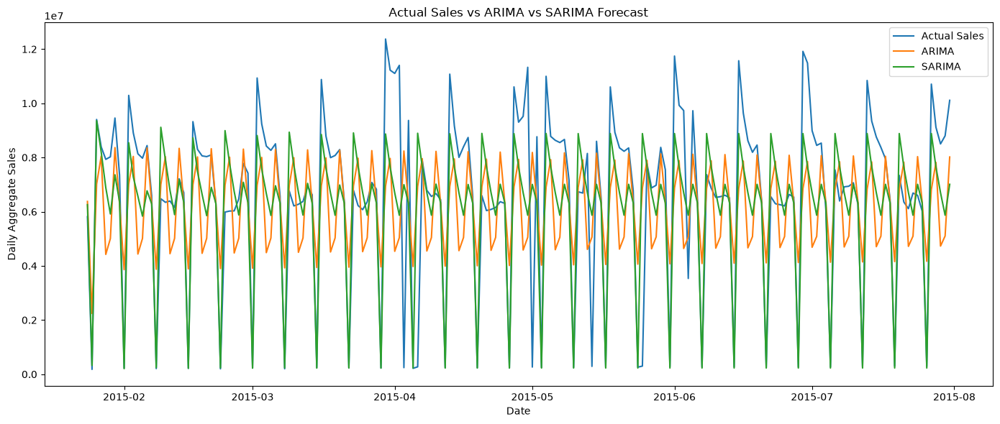 Actual Sales vs ARIMA vs SARIMA Forecast
1e7
Actual Sales
ARIMA
SARIMA
1.2
1.0
0.8
0.6
0.4
0.2
0.0
Daily Aggregate Sales
2015-02
2015-03
2015-04
2015-05
2015-06
2015-07
2015-08
Date